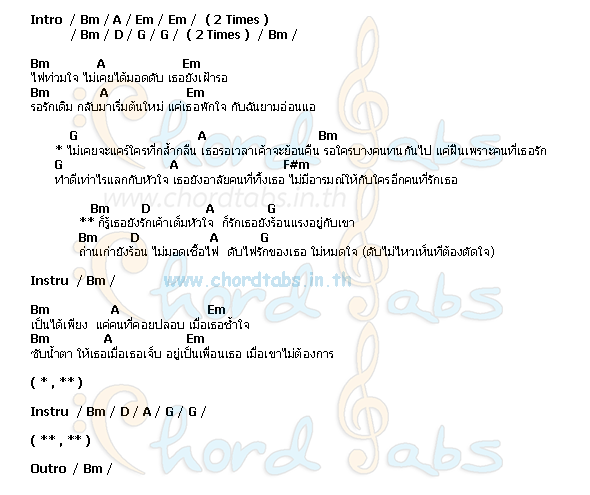 Intro / Bm / A / Em / Em / ( 2 Times )
/ Bm / D / G / G / ( 2 Times ) / Bm /
Bm A Em
ไฟท่วมใจ ไม่เคยได้มอดดับ เธอยังเฝ้ารอ
Bm A Em
รอรักเดิม กลับมาเริ่มต้นใหม่ แค่เธอพักใจ กับฉันยามอ่อนแอ
G A Bm
* ไม่เคยจะแคร์ใครที่กล้ำกลืน เธอรอเวลาเค้าจะย้อนคืน รอใครบางคนทนกันไป แค่ฝืนเพราะคนที่เธอรัก
G A F#m
ทำดีเท่าไรแลกกับหัวใจ เธอยังอาลัยคนที่ทิ้งเธอ ไม่มีอารมณ์ให้กับใครอีกคนที่รักเธอ
www.chordtabs.in.th
Bm D A G
** ก็รู้เธอยังรักเค้าเต็มหัวใจ ก็รักเธอยังร้อนแรงอยู่กับเขา
Bm D A G
ถ่านเก่ายังร้อน ไม่มอดเชื้อไฟ ดับไฟรักของเธอ ไม่หมดใจ (ดับไม่ไหวเห็นที่ต้องตัดใจ)
Instru / Bm /
www.chordtabs.in.th
Bm A Em
เป็นได้เพียง แค่คนที่คอยปลอบ เมื่อเธอช้ำใจ
Bm A Em
ซับน้ำตา ให้เธอเมื่อเธอเจ็บ อยู่เป็นเพื่อนเธอ เมื่อเขาไม่ต้องการ
( * , ** )
Instru / Bm / D / A / G / G /
( ** , ** )
Outro / Bm /